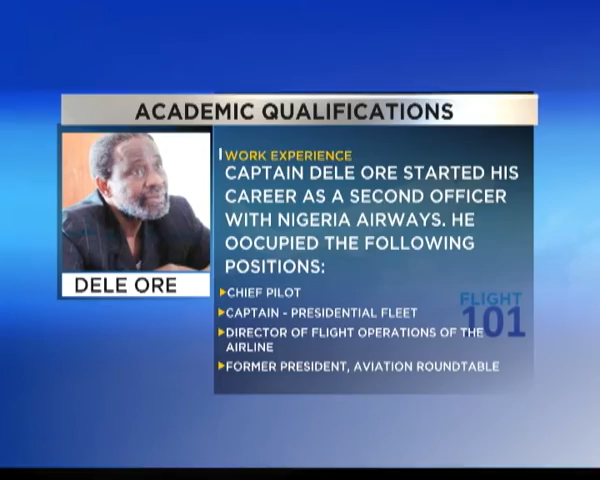 ACADEMIC QUALIFICATIONS
WORK EXPERIENCE
CAPTAIN DELE ORE STARTED HIS
CAREER AS A SECOND OFFICER
WITH NIGERIA AIRWAYS. HE
OOCUPIED THE FOLLOWING
POSITIONS:
CHIEF PILOT
CAPTAIN - PRESIDENTIAL FLEET
DIRECTOR OF FLIGHT OPERATIONS OF THE
AIRLINE
FORMER PRESIDENT, AVIATION ROUNDTABLE
DELE ORE
FLIGHT
101